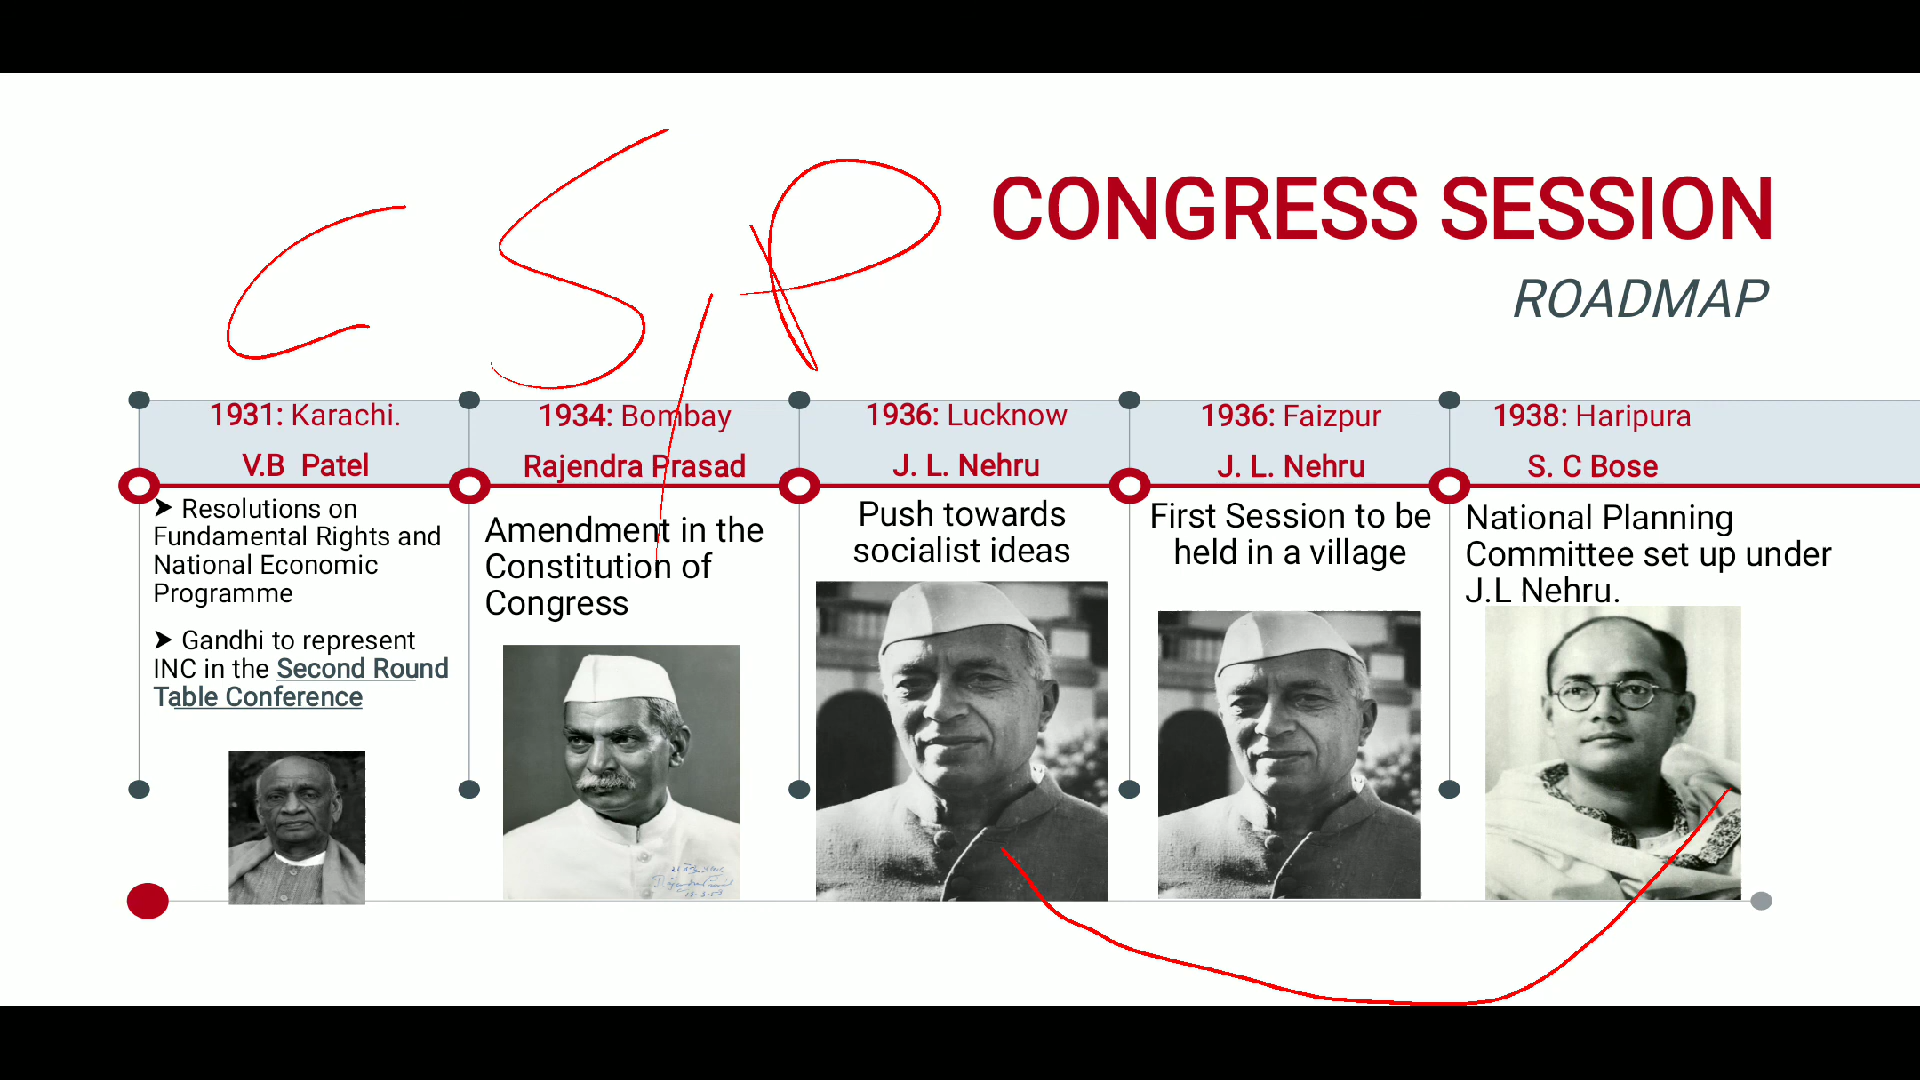 CSP
CONGRESS SESSION
ROADMAP
1931: Karachi.
V.B Patel
➤ Resolutions on
Fundamental Rights and
National Economic
Programme
➤ Gandhi to represent
INC in the Second Round
Table Conference
1934: Bombay
Rajendra Prasad
Amendment in the
Constitution of
Congress
1936: Lucknow
J. L. Nehru
Push towards
socialist ideas
1936: Faizpur
J. L. Nehru
First Session to be
held in a village
1938: Haripura
S. C Bose
National Planning
Committee set up under
J.L Nehru.